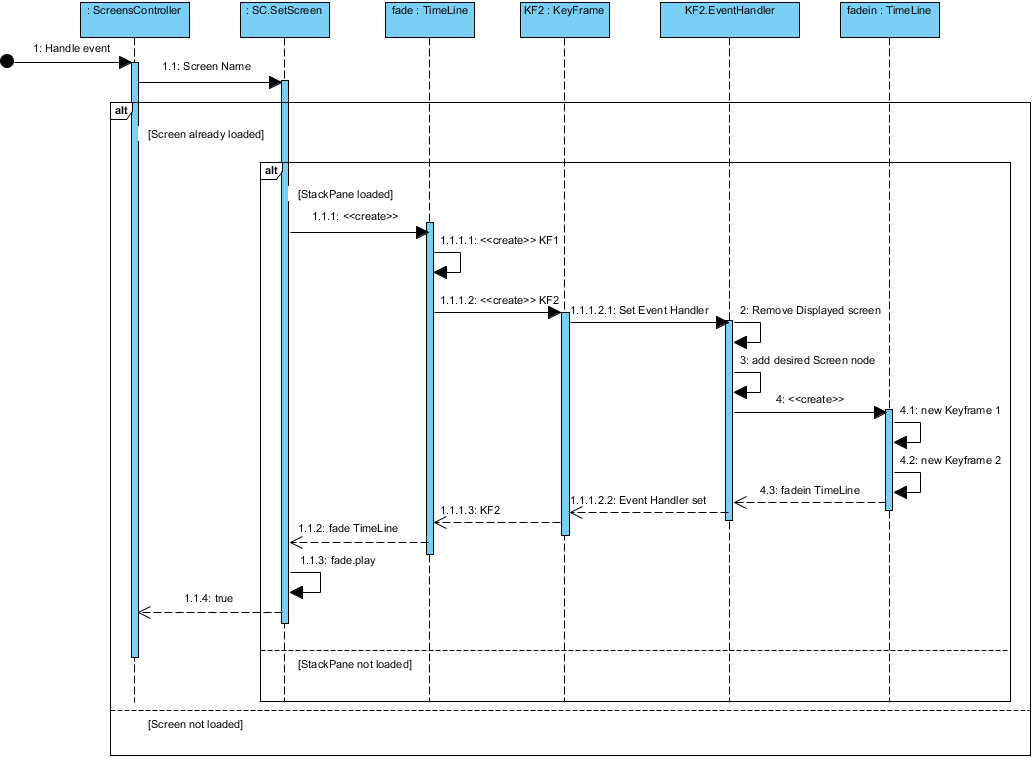 : ScreensController
: SC.SetScreen
fade : TimeLine
KF2 : KeyFrame
KF2.EventHandler
fadein : TimeLine
1: Handle event
1.1: Screen Name
alt
[Screen already loaded]
alt
[StackPane loaded]
1.1.1: <<create>>
1.1.1.1: <<create>> KF1
1.1.1.2: <<create>> KF2
1.1.1.2.1: Set Event Handler
2: Remove Displayed screen
3: add desired Screen node
4: <<create>>
4.1: new Keyframe 1
4.2: new Keyframe 2
4.3: fadein TimeLine
1.1.1.2.2: Event Handler set
1.1.1.3: KF2
1.1.2: fade TimeLine
1.1.3: fade.play
1.1.4: true
[StackPane not loaded]
[Screen not loaded]